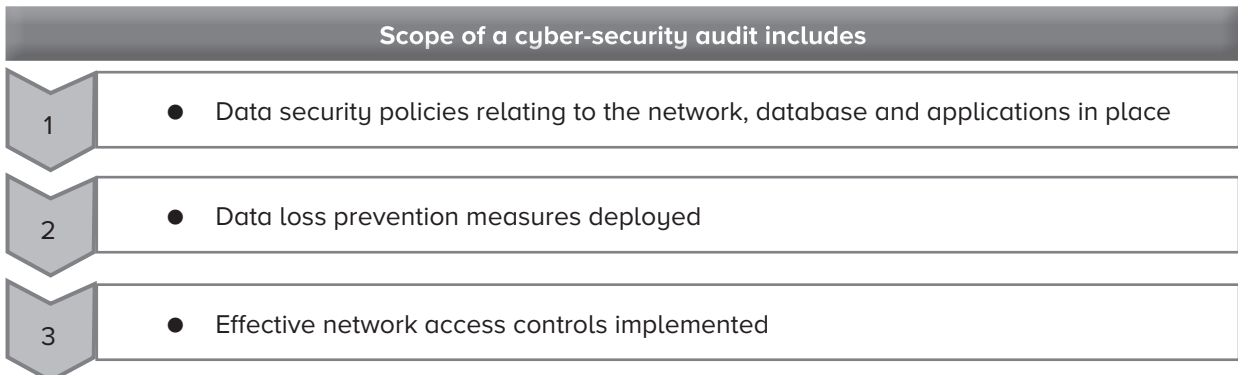 Scope of a cyber-security audit includes
1
● Data security policies relating to the network, database and applications in place
2
● Data loss prevention measures deployed
3
● Effective network access controls implemented